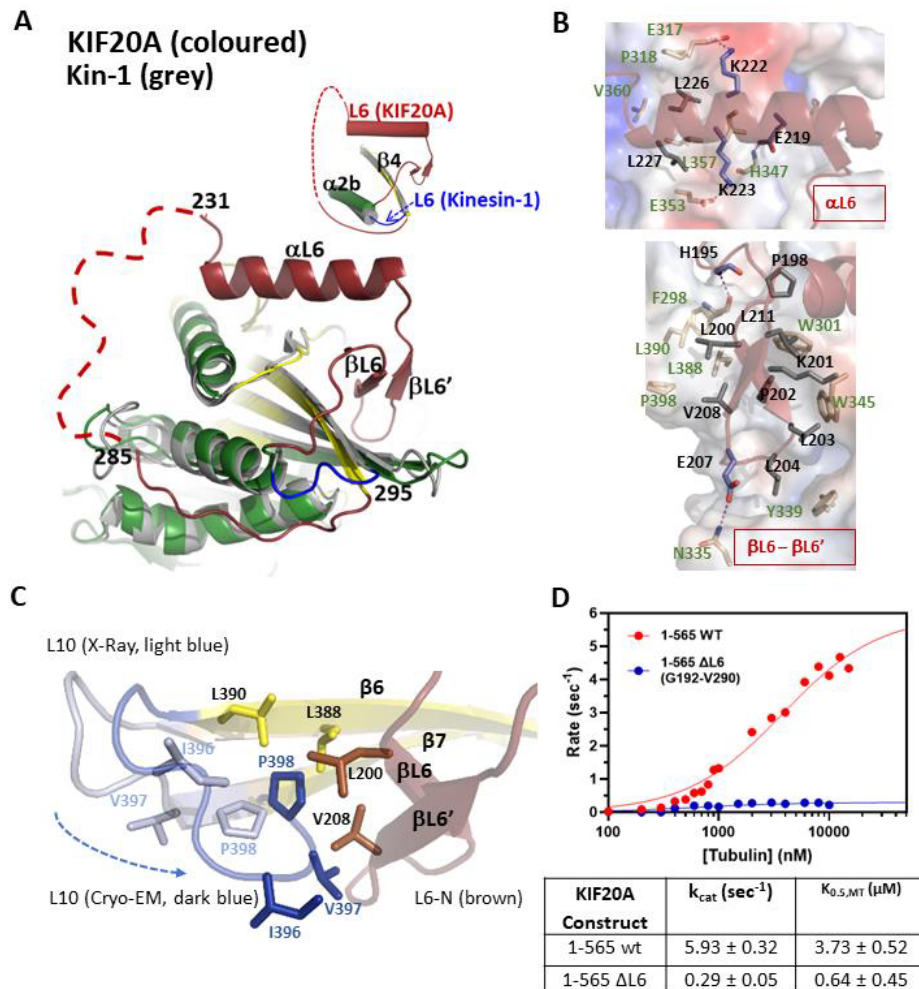 A
KIF20A (coloured)
Kin-1 (grey)
L6 (KIF20A)
β4
α2b
L6 (Kinesin-1)
231
αL6
βL6
βL6'
285
295
B
E317
P318
K222
V360
L226
E219
L227
L357
H347
K223
E353
αL6
H195
P198
F298
L211
W301
L200
L390
K201
L388
P398
P202
W345
V208
L203
E207
L204
Y339
N335
βL6 – βL6'
C
L10 (X-Ray, light blue)
β6
L390
L388
I396
P398
β7
L200
βL6
V397
P398
V208
βL6'
L10 (Cryo-EM, dark blue)
V397
I396
L6-N (brown)
D
6
5
4
3
2
1
0
Rate (sec⁻¹)
1-565 WT
1-565 ΔL6
(G192-V290)
100 1000 10000
[Tubulin] (nM)
KIF20A Construct kcat (sec⁻¹) K0.5,MT (µM)
1-565 wt 5.93 ± 0.32 3.73 ± 0.52
1-565 ΔL6 0.29 ± 0.05 0.64 ± 0.45